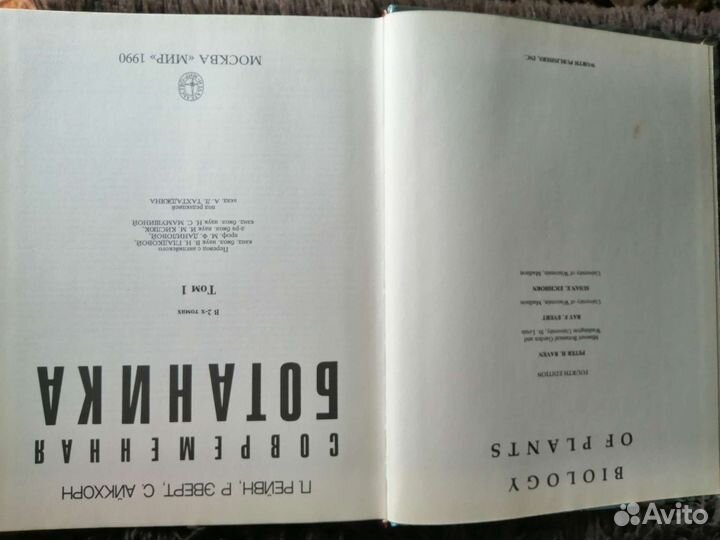 BIOLOGY
OF PLANTS
FOURTH EDITION
PETER H. RAVEN
Missouri Botanical Garden and
Washington University, St. Louis
RAY F. EVERT
University of Wisconsin, Madison
SUSAN E. EICHHORN
University of Wisconsin, Madison
WORTH PUBLISHERS, INC.
П. РЕЙВН, Р. ЭВЕРТ, С. АЙКХОРН
СОВРЕМЕННАЯ
БОТАНИКА
В 2-х томах
Том 1
Перевод с английского
канд. биол. наук В. Н. ГЛАДКОВОЙ,
проф. М. Ф. ДАНИЛОВОЙ,
д-ра биол. наук И. М. КИСЛЮК,
канд. биол. наук Н. С. МАМУШИНОЙ
под редакцией
акад. А. Л. ТАХТАДЖЯНА
МОСКВА «МИР» 1990
Avito